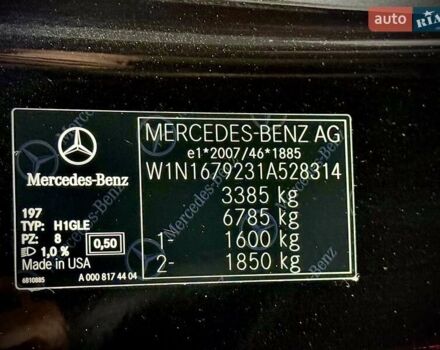 auto RIA
Mercedes-Benz
197
TYP: H1GLE
PZ: 8
1,0 % 0,50
Made in USA
6810885
A 000 817 44 04
MERCEDES-BENZ AG
e1*2007/46*1885
W1N1679231A528314
3385 kg
6785 kg
1- 1600 kg
2- 1850 kg